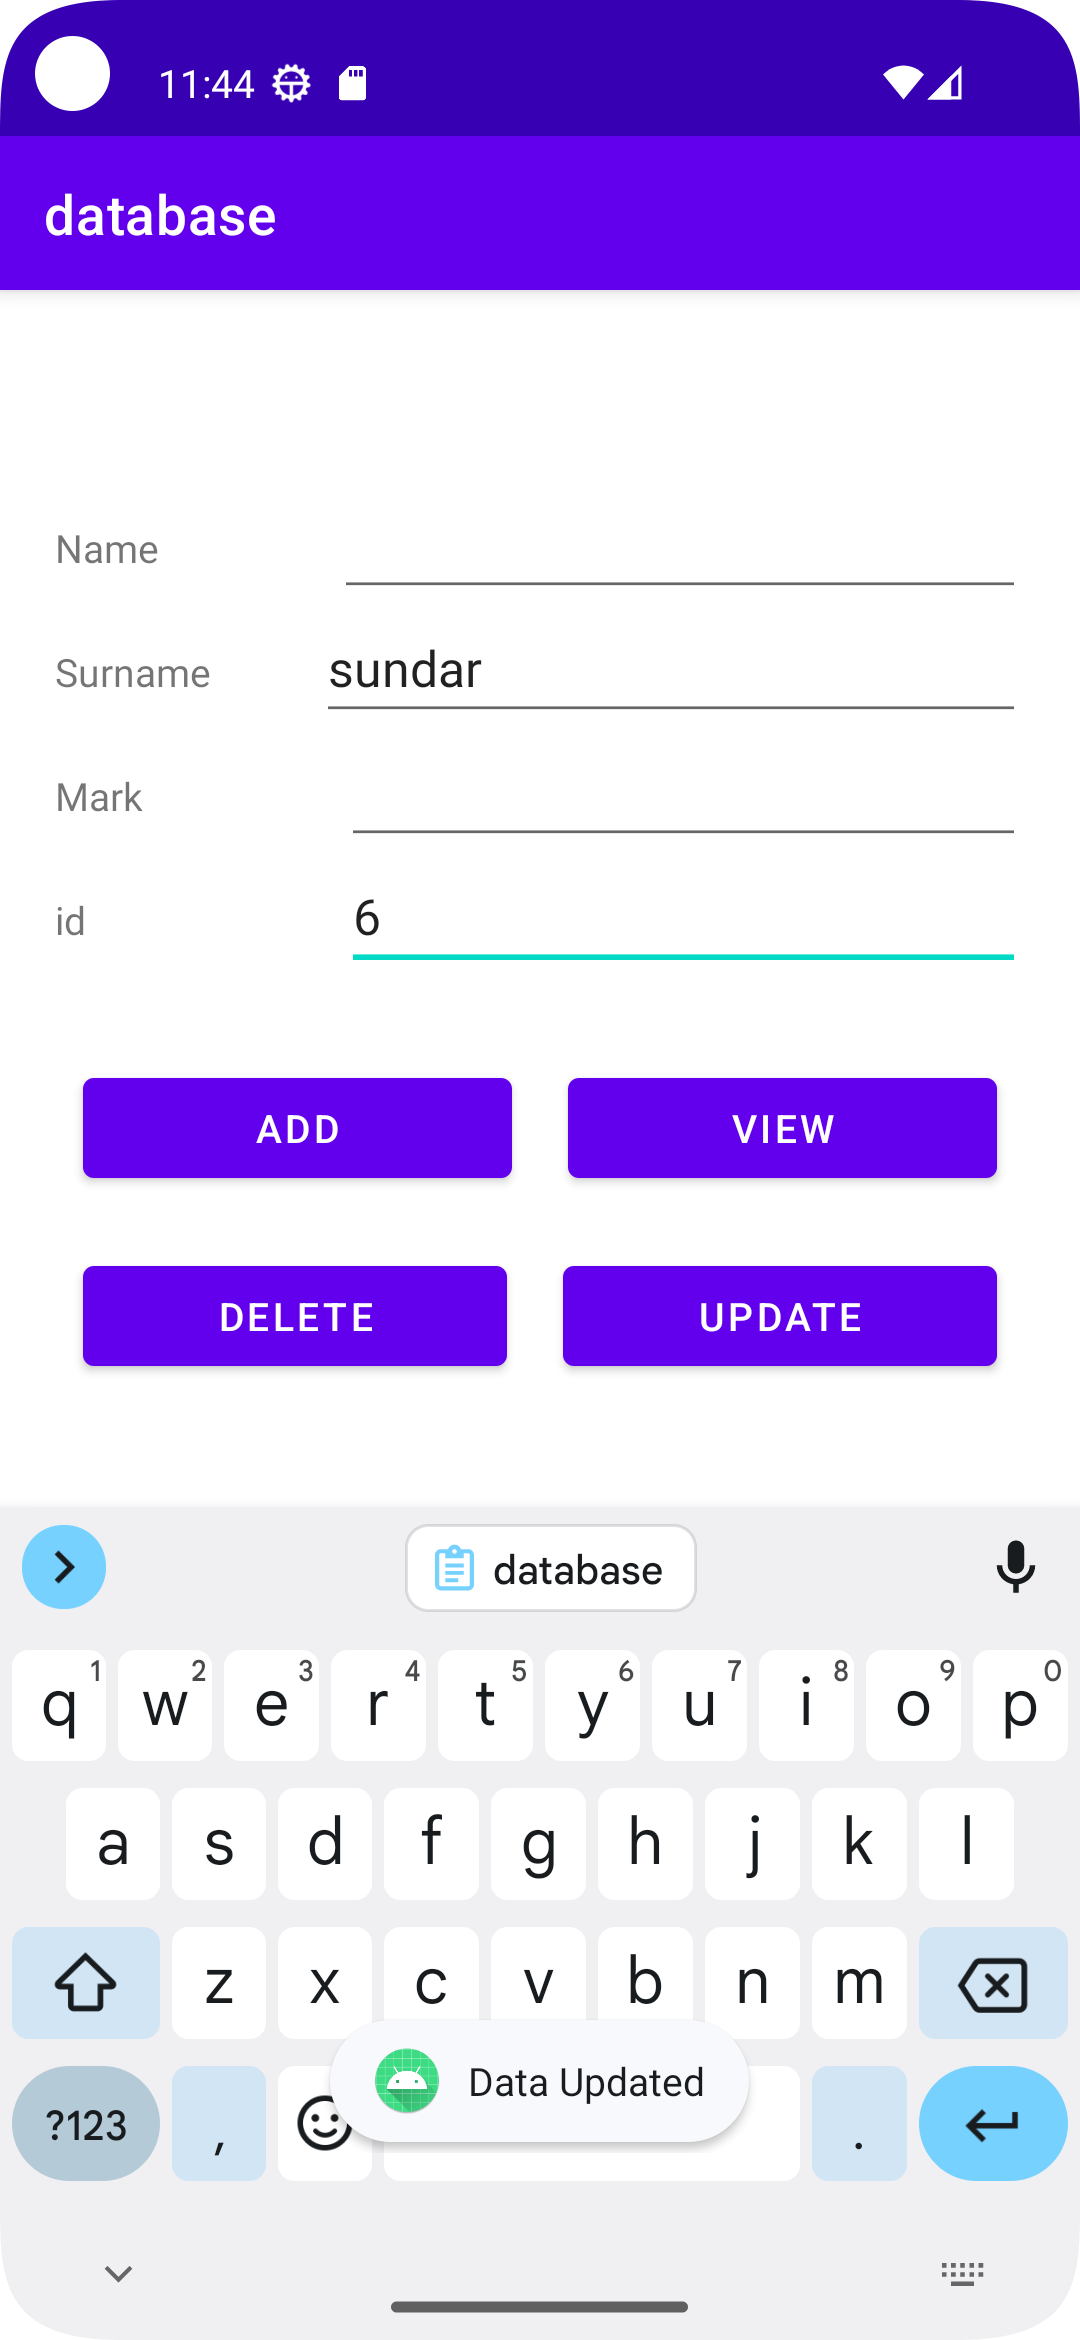 11:44
database
Name
Surname sundar
Mark
id 6
ADD VIEW
DELETE UPDATE
database
q 1 w 2 e 3 r 4 t 5 y 6 u 7 i 8 o 9 p 0
a s d f g h j k l
z x c v b n m
Data Updated
?123 , .